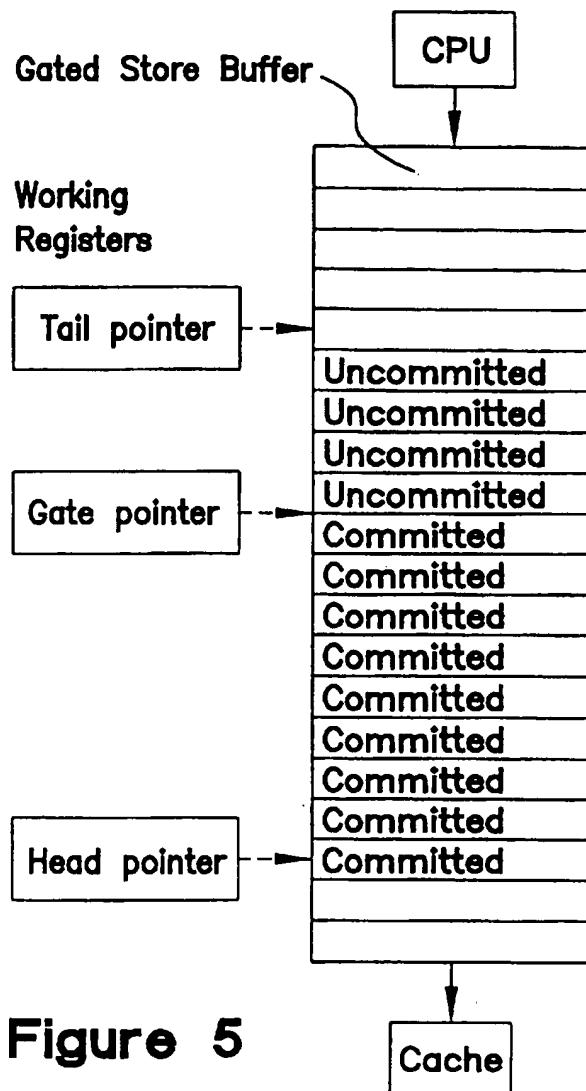 CPU
Gated Store Buffer
Working
Registers
Tail pointer
Uncommitted
Uncommitted
Uncommitted
Uncommitted
Gate pointer
Committed
Committed
Committed
Committed
Committed
Committed
Committed
Committed
Head pointer
Committed
Figure 5
Cache